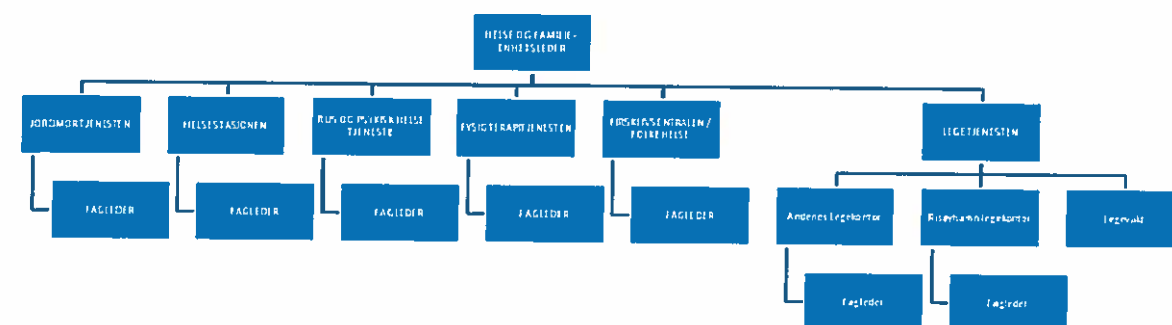 HELSE OG FAMILIE-
ENHETSLEDER
JORDMORTJENESTEN
HELSESTASJONEN
RUS OG PSYKISK HELSE
TJENESTE
FYSIOTERAPITJENESTEN
FRISKLIVSENTRALEN /
FOLKEHELSE
LEGETJENESTEN
FAGLEDER
FAGLEDER
FAGLEDER
FAGLEDER
FAGLEDER
Andenes Legekontor
Risøyhamn legekontor
Legevakt
Fagleder
Fagleder